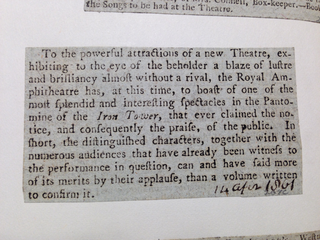 the Songs to be had at the Theatre.
To the powerful attractions of a new Theatre, ex-
hibiting to the eye of the beholder a blaze of lustre
and brilliancy almost without a rival, the Royal Am-
phitheatre has, at this time, to boast of one of the
most splendid and interesting spectacles in the Panto-
mime of the Iron Tower, that ever claimed the no-
tice, and consequently the praise, of the public. In
short, the distinguished characters, together with the
numerous audiences that have already been witness to
the performance in question, can and have said more
of its merits by their applause, than a volume written
to confirm it.
14 Apr 1801